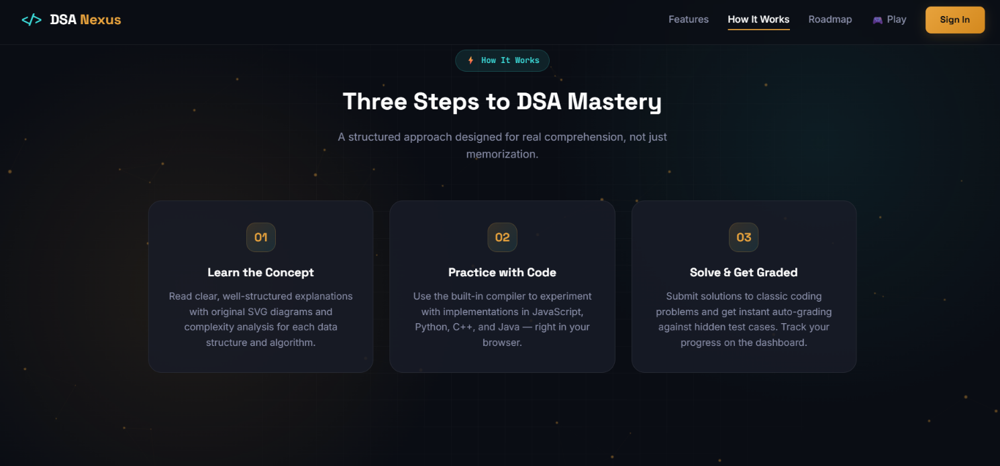 </> DSA Nexus
Features
How It Works
Roadmap
🎮 Play
Sign In
⚡ How It Works
Three Steps to DSA Mastery
A structured approach designed for real comprehension, not just
memorization.
01
Learn the Concept
Read clear, well-structured explanations
with original SVG diagrams and
complexity analysis for each data
structure and algorithm.
02
Practice with Code
Use the built-in compiler to experiment
with implementations in JavaScript,
Python, C++, and Java — right in your
browser.
03
Solve & Get Graded
Submit solutions to classic coding
problems and get instant auto-grading
against hidden test cases. Track your
progress on the dashboard.